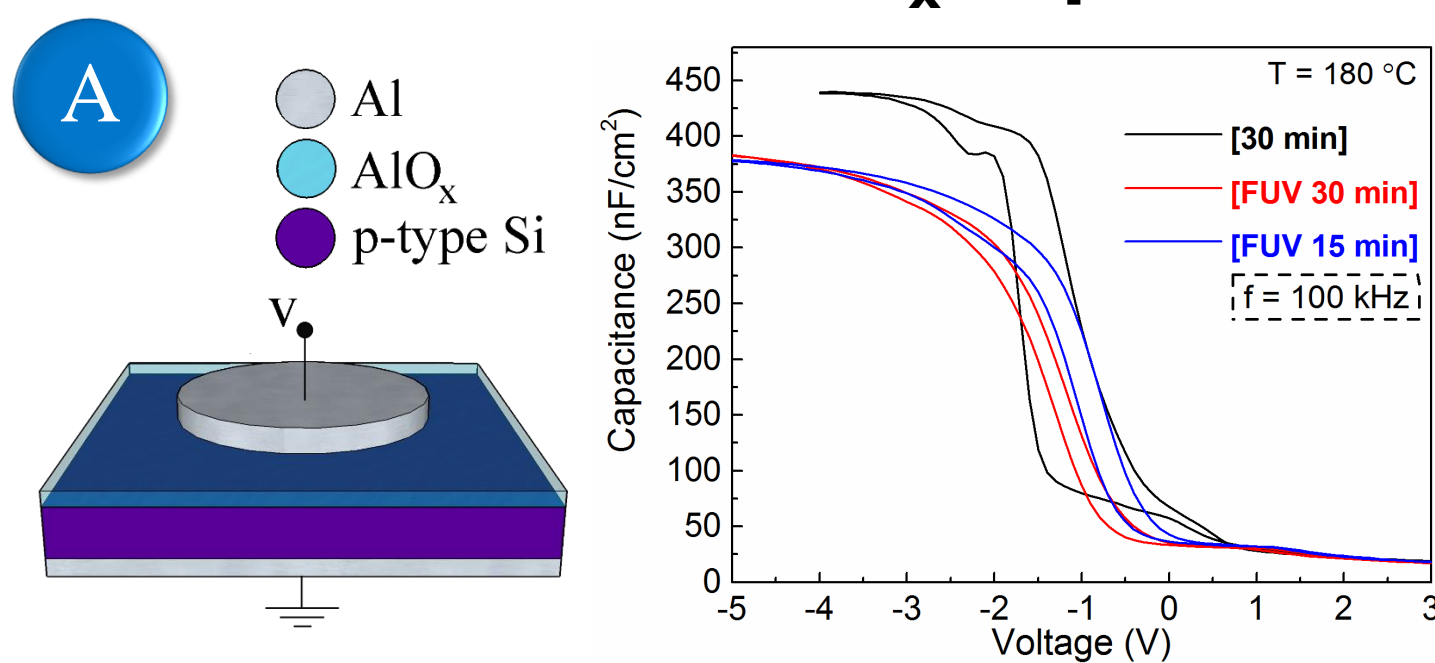 x
A
Al
AlOx
p-type Si
V
T = 180 °C
[30 min]
[FUV 30 min]
[FUV 15 min]
f = 100 kHz
Capacitance (nF/cm²)
450
400
350
300
250
200
150
100
50
0
-5 -4 -3 -2 -1 0 1 2 3
Voltage (V)